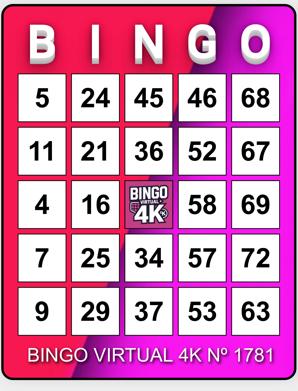 BINGO
5 24 45 46 68
11 21 36 52 67
4 16 BINGO VIRTUAL 4K 58 69
7 25 34 57 72
9 29 37 53 63
BINGO VIRTUAL 4K Nº 1781